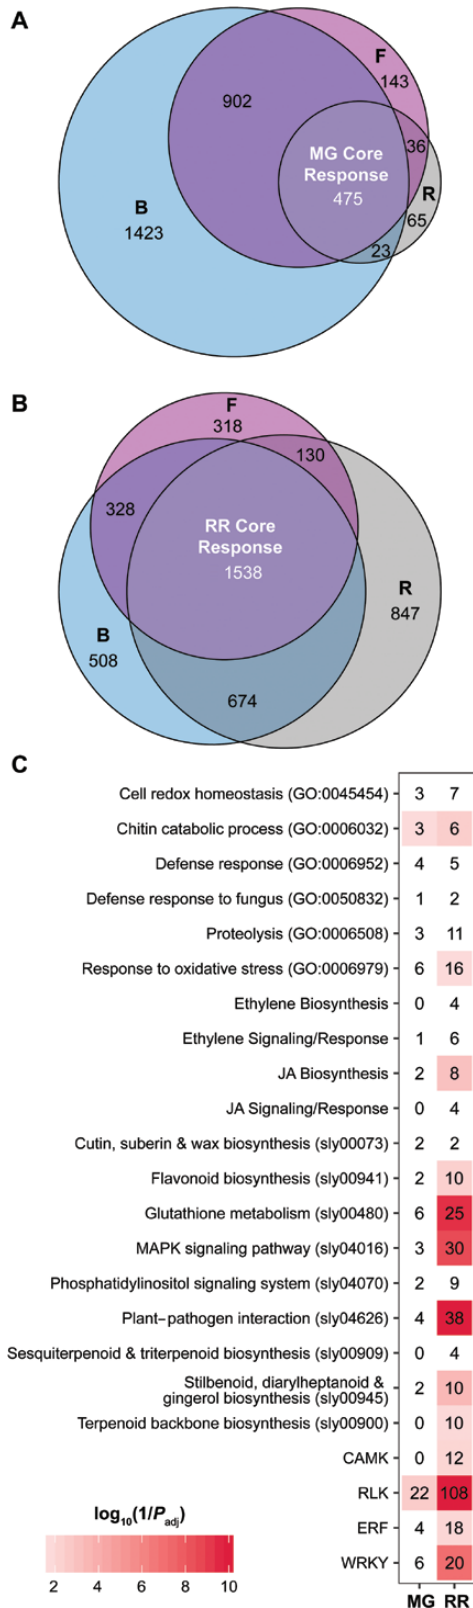 A
F
143
902
36
MG Core
Response
475
R
65
B
1423
23
B
F
318
130
328
RR Core
Response
1538
R
847
B
508
674
C
Cell redox homeostasis (GO:0045454) 3 7
Chitin catabolic process (GO:0006032) 3 6
Defense response (GO:0006952) 4 5
Defense response to fungus (GO:0050832) 1 2
Proteolysis (GO:0006508) 3 11
Response to oxidative stress (GO:0006979) 6 16
Ethylene Biosynthesis 0 4
Ethylene Signaling/Response 1 6
JA Biosynthesis 2 8
JA Signaling/Response 0 4
Cutin, suberin & wax biosynthesis (sly00073) 2 2
Flavonoid biosynthesis (sly00941) 2 10
Glutathione metabolism (sly00480) 6 25
MAPK signaling pathway (sly04016) 3 30
Phosphatidylinositol signaling system (sly04070) 2 9
Plant–pathogen interaction (sly04626) 4 38
Sesquiterpenoid & triterpenoid biosynthesis (sly00909) 0 4
Stilbenoid, diarylheptanoid &
gingerol biosynthesis (sly00945) 2 10
Terpenoid backbone biosynthesis (sly00900) 0 10
CAMK 0 12
RLK 22 108
ERF 4 18
WRKY 6 20
MG RR
log10(1/Padj)
2 4 6 8 10